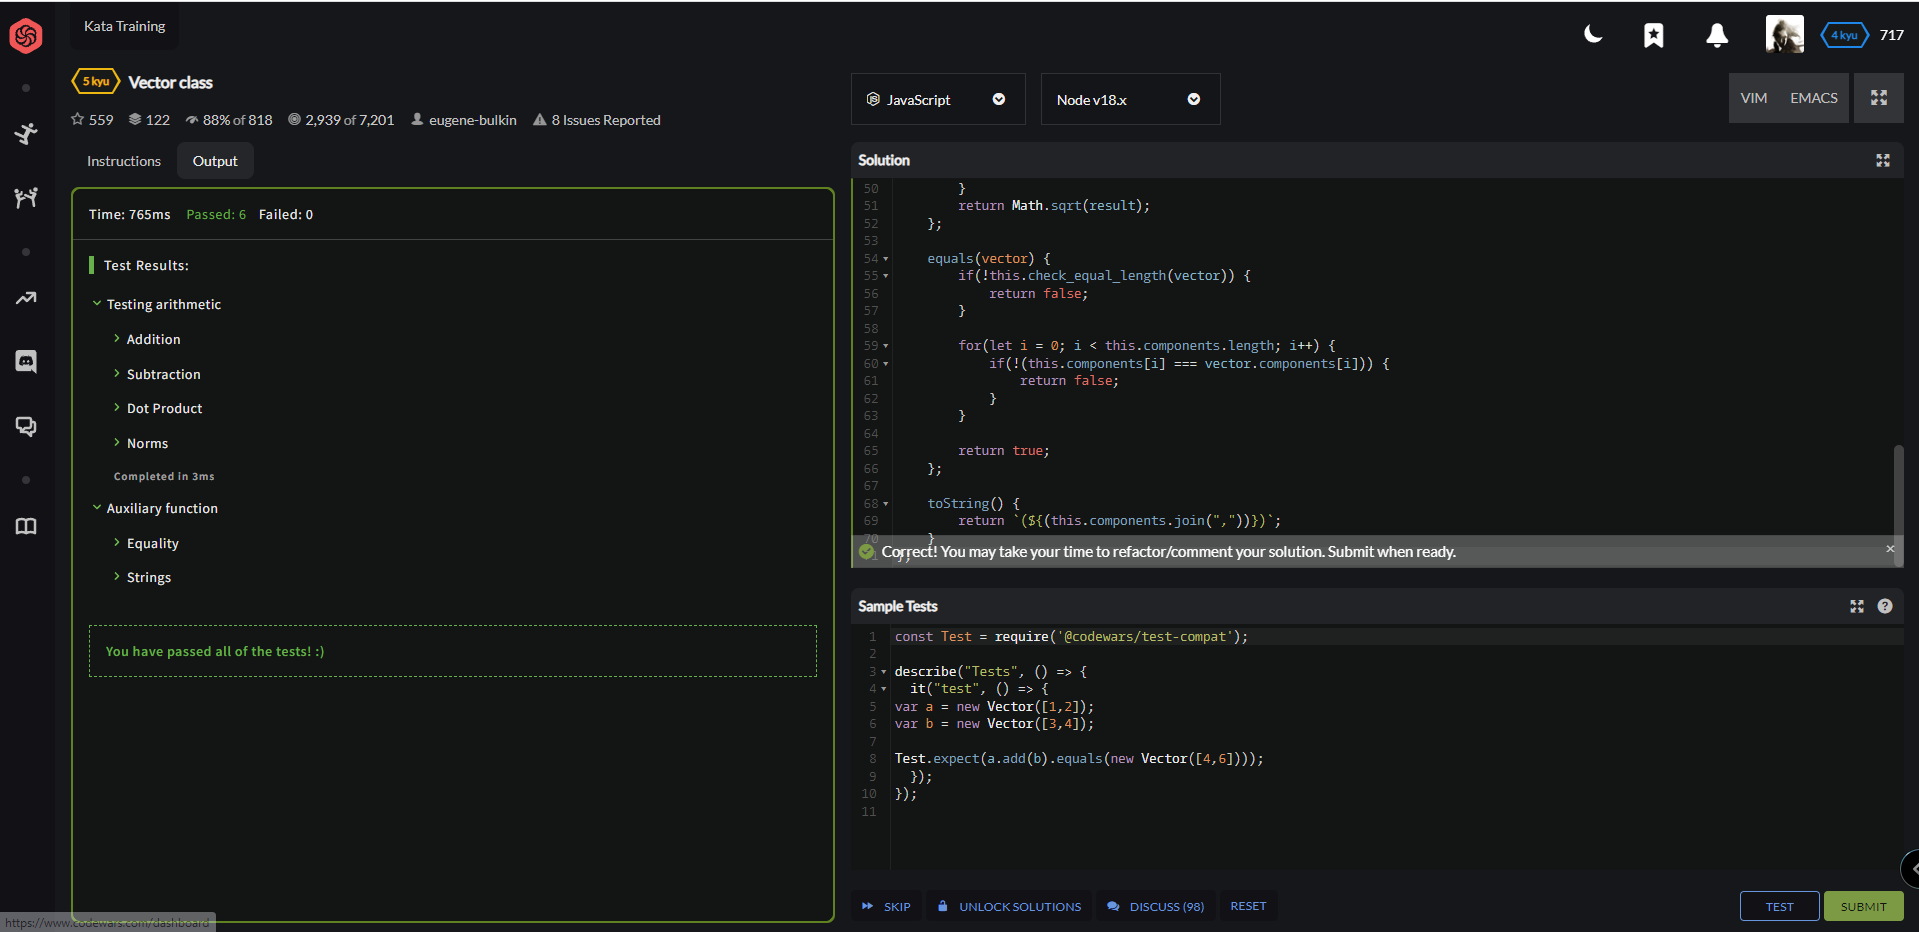 Kata Training
4 kyu 717
5 kyu Vector class
559 122 88% of 818 2,939 of 7,201 eugene-bulkin 8 Issues Reported
JavaScript Node v18.x VIM EMACS
Instructions Output
Time: 765ms Passed: 6 Failed: 0
Test Results:
Testing arithmetic
Addition
Subtraction
Dot Product
Norms
Completed in 3ms
Auxiliary function
Equality
Strings
You have passed all of the tests! :)
Solution
50 }
51 return Math.sqrt(result);
52 };
53
54 equals(vector) {
55 if(!this.check_equal_length(vector)) {
56 return false;
57 }
58
59 for(let i = 0; i < this.components.length; i++) {
60 if(!(this.components[i] === vector.components[i])) {
61 return false;
62 }
63 }
64
65 return true;
66 };
67
68 toString() {
69 return `(${(this.components.join(","))})`;
70 }
};
Correct! You may take your time to refactor/comment your solution. Submit when ready. ×
Sample Tests
1 const Test = require('@codewars/test-compat');
2
3 describe("Tests", () => {
4 it("test", () => {
5 var a = new Vector([1,2]);
6 var b = new Vector([3,4]);
7
8 Test.expect(a.add(b).equals(new Vector([4,6])));
9 });
10 });
11
SKIP UNLOCK SOLUTIONS DISCUSS (98) RESET TEST SUBMIT
https://www.codewars.com/dashboard